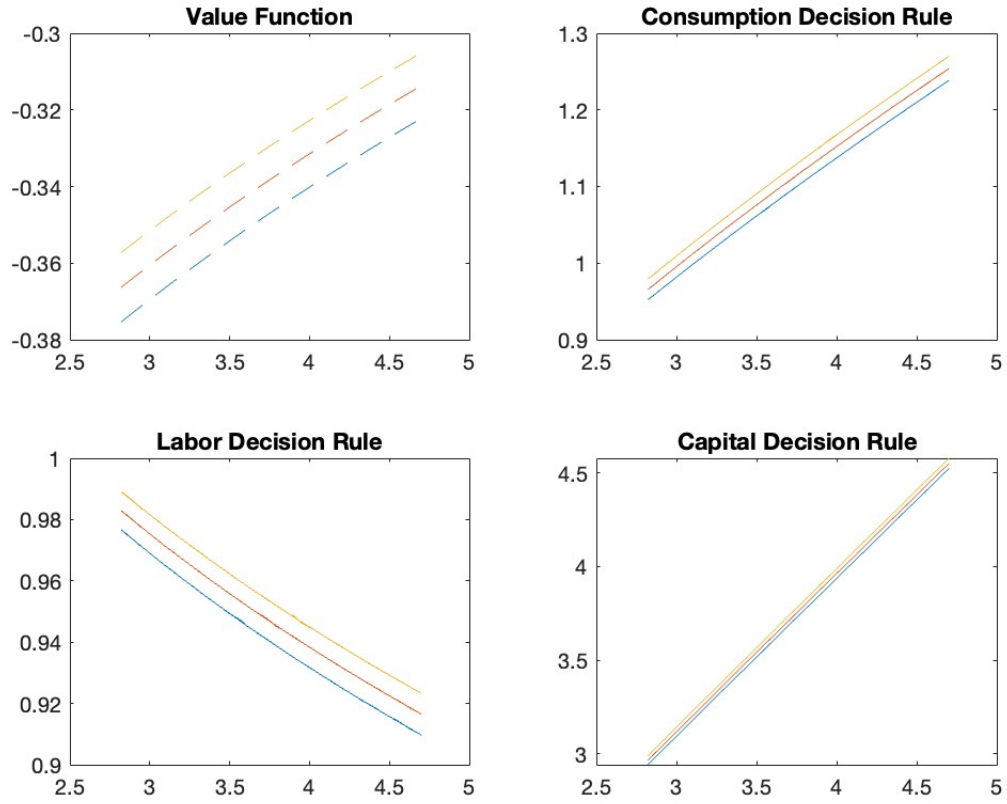 Value Function
-0.3
-0.32
-0.34
-0.36
-0.38
2.5 3 3.5 4 4.5 5
Consumption Decision Rule
1.3
1.2
1.1
1
0.9
2.5 3 3.5 4 4.5 5
Labor Decision Rule
1
0.98
0.96
0.94
0.92
0.9
2.5 3 3.5 4 4.5 5
Capital Decision Rule
4.5
4
3.5
3
2.5 3 3.5 4 4.5 5